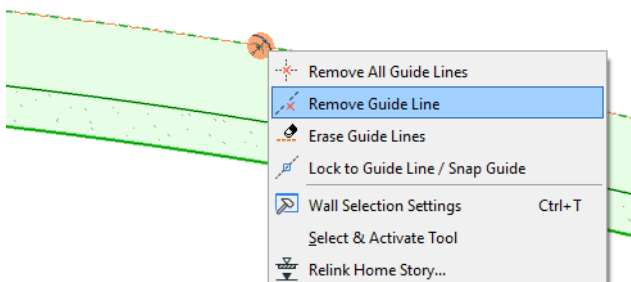 Remove All Guide Lines
Remove Guide Line
Erase Guide Lines
Lock to Guide Line / Snap Guide
Wall Selection Settings Ctrl+T
Select & Activate Tool
Relink Home Story...